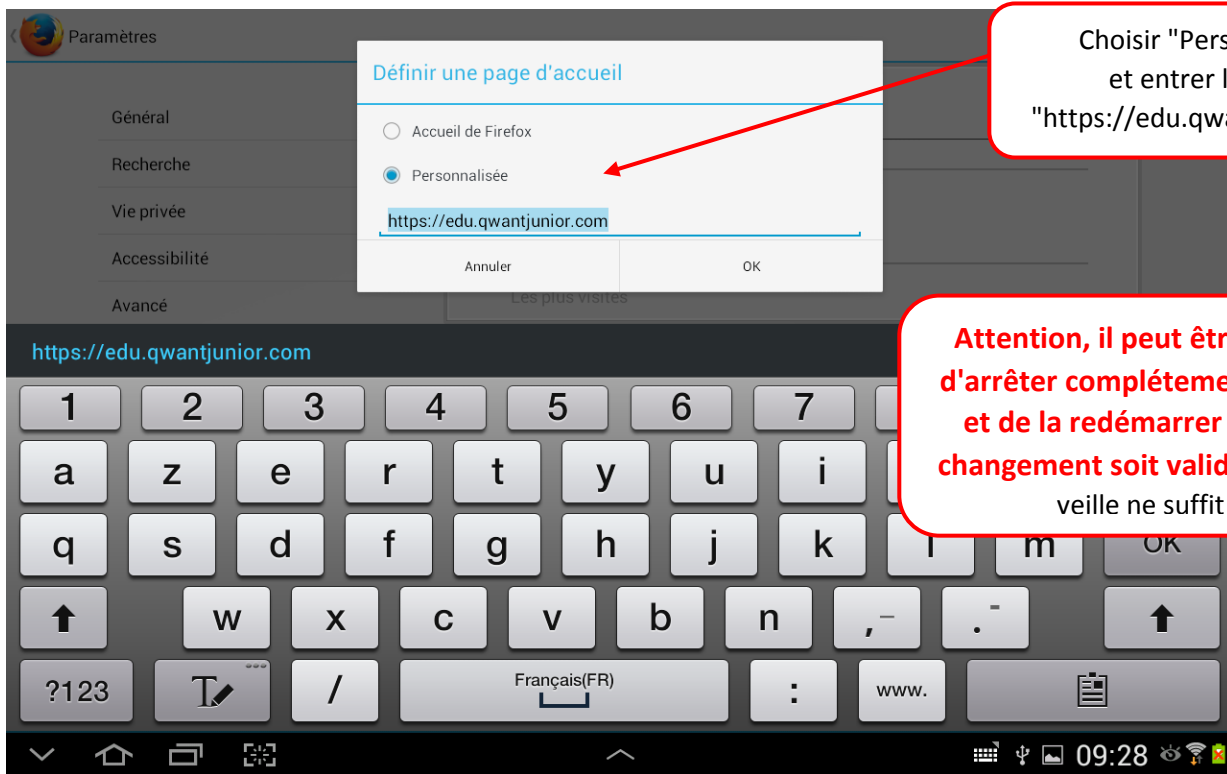 Paramètres
Général
Recherche
Vie privée
Accessibilité
Avancé
Définir une page d'accueil
Accueil de Firefox
Personnalisée
https://edu.qwantjunior.com
Annuler
OK
Les plus visités
Choisir "Pers
et entrer l
"https://edu.qwa
Attention, il peut êtr
d'arrêter compléteme
et de la redémarrer
changement soit valid
veille ne suffit
https://edu.qwantjunior.com
1 2 3 4 5 6 7
a z e r t y u i
q s d f g h j k l m OK
w x c v b n ,- .-
?123 T / Français(FR) : www.
09:28